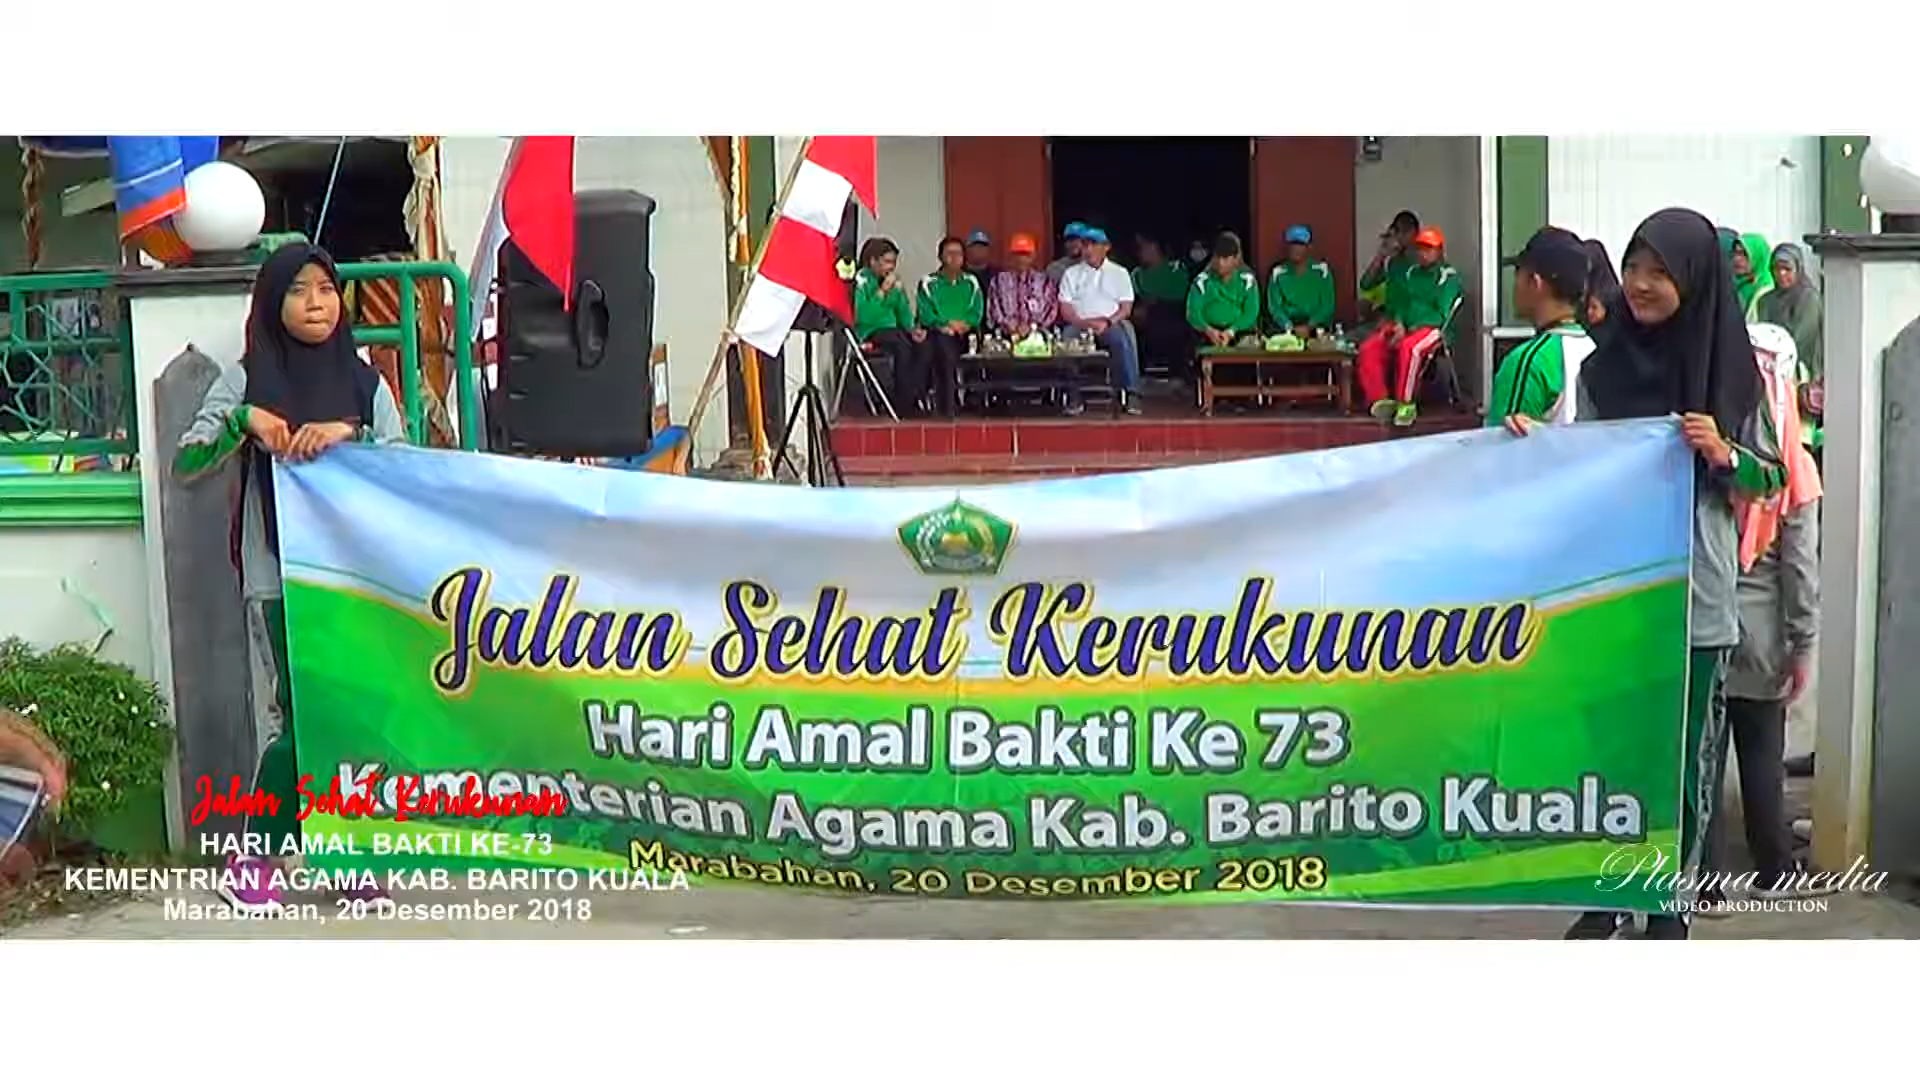 Jalan Sehat Kerukunan
Hari Amal Bakti Ke 73
Kementerian Agama Kab. Barito Kuala
Marabahan, 20 Desember 2018
Jalan Sehat Kerukunan
HARI AMAL BAKTI KE-73
KEMENTRIAN AGAMA KAB. BARITO KUALA
Marabahan, 20 Desember 2018
Plasma media
VIDEO PRODUCTION